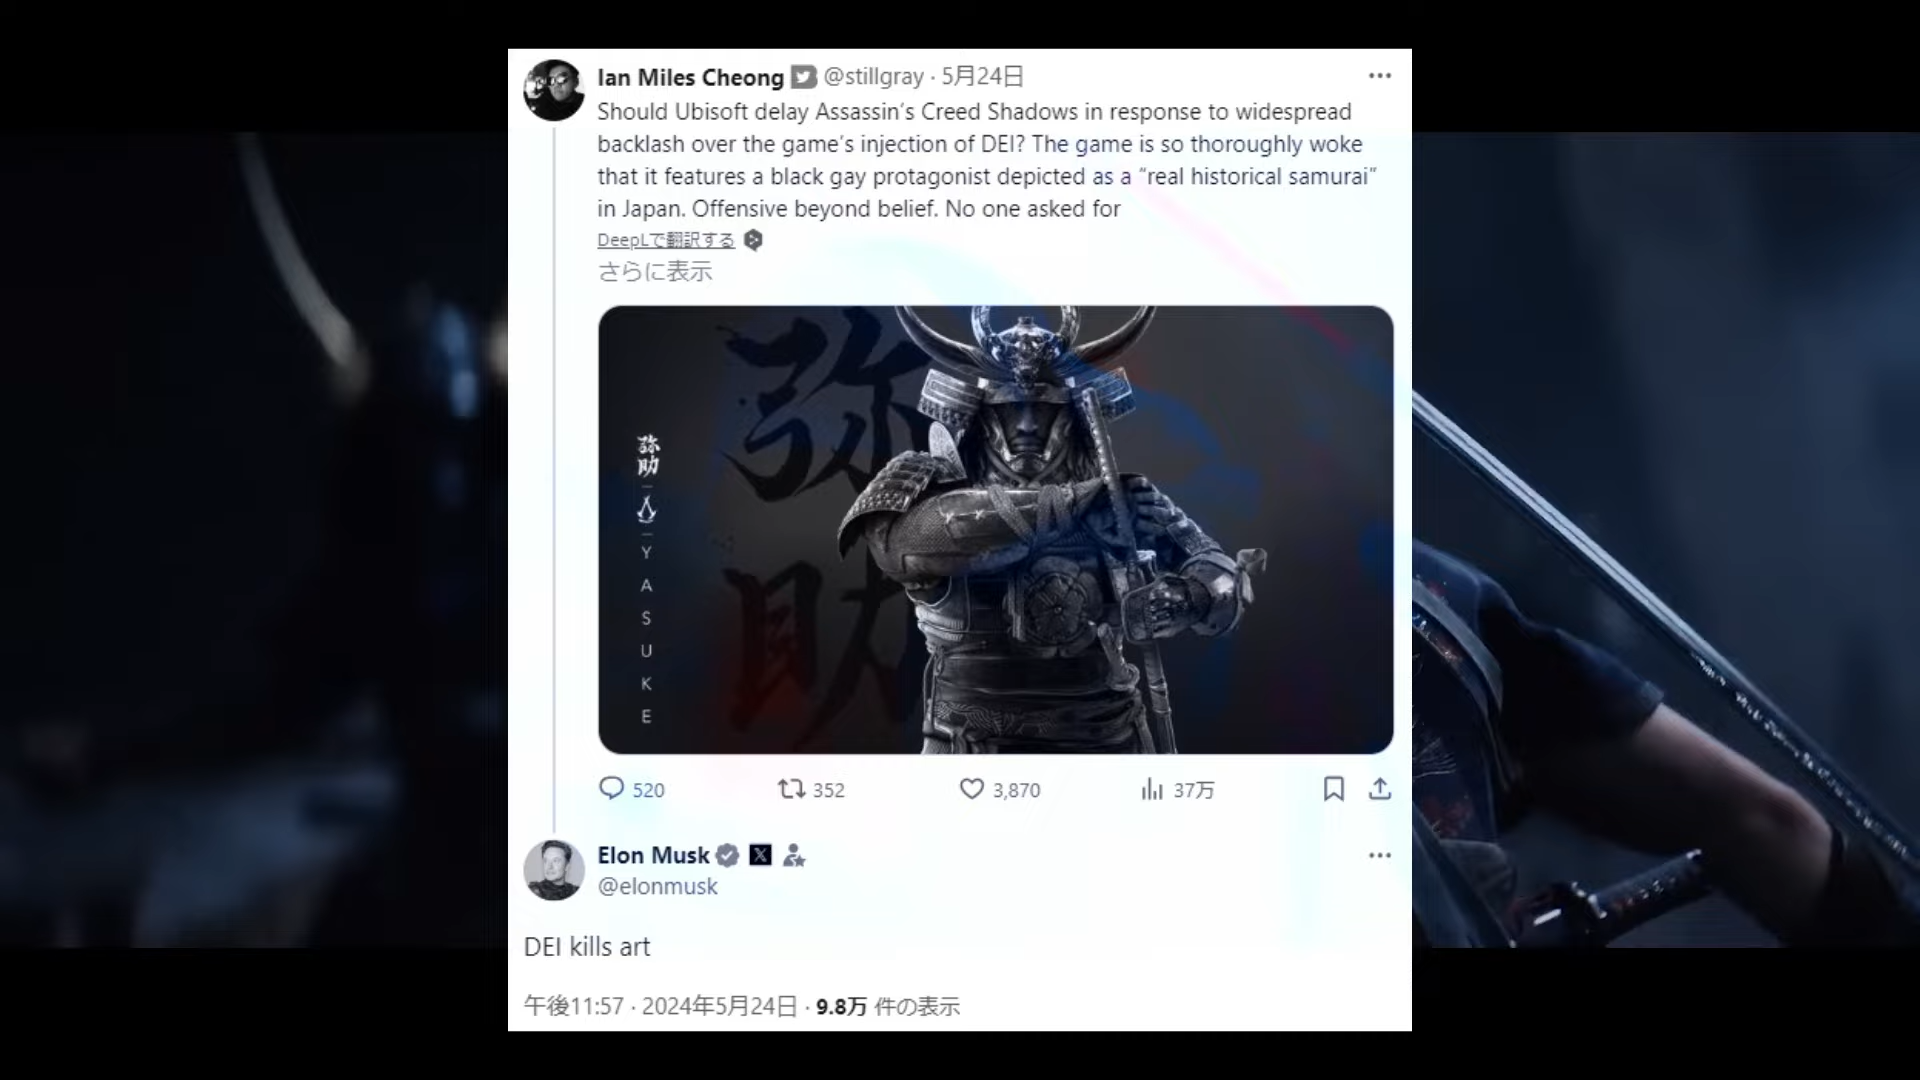 Ian Miles Cheong @stillgray · 5月24日
Should Ubisoft delay Assassin's Creed Shadows in response to widespread
backlash over the game's injection of DEI? The game is so thoroughly woke
that it features a black gay protagonist depicted as a “real historical samurai”
in Japan. Offensive beyond belief. No one asked for
DeepLで翻訳する
さらに表示
弥助
弥助
YASUKE
520 352 3,870 37万
Elon Musk
@elonmusk
DEI kills art
午後11:57 · 2024年5月24日 · 9.8万 件の表示